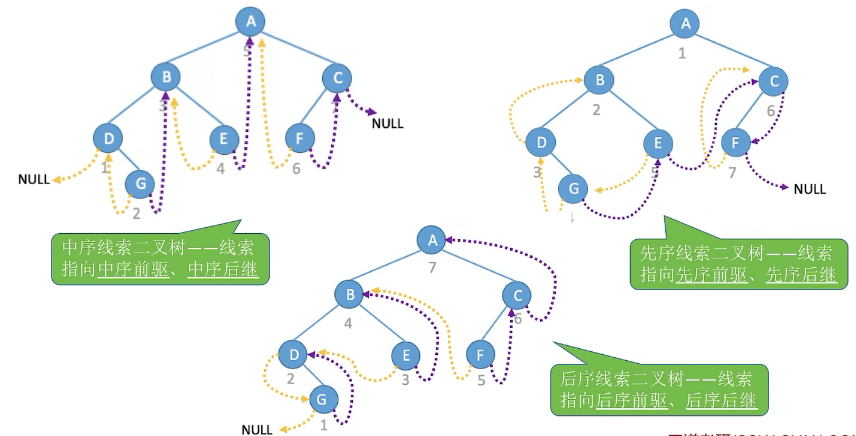 A
5
B
3
C
7
NULL
D
1
E
4
F
6
NULL
G
2
中序线索二叉树——线索
指向中序前驱、中序后继
A
1
B
2
C
6
D
3
E
5
F
7
G
4
NULL
先序线索二叉树——线索
指向先序前驱、先序后继
A
7
B
4
C
6
D
2
E
3
F
5
G
1
NULL
后序线索二叉树——线索
指向后序前驱、后序后继